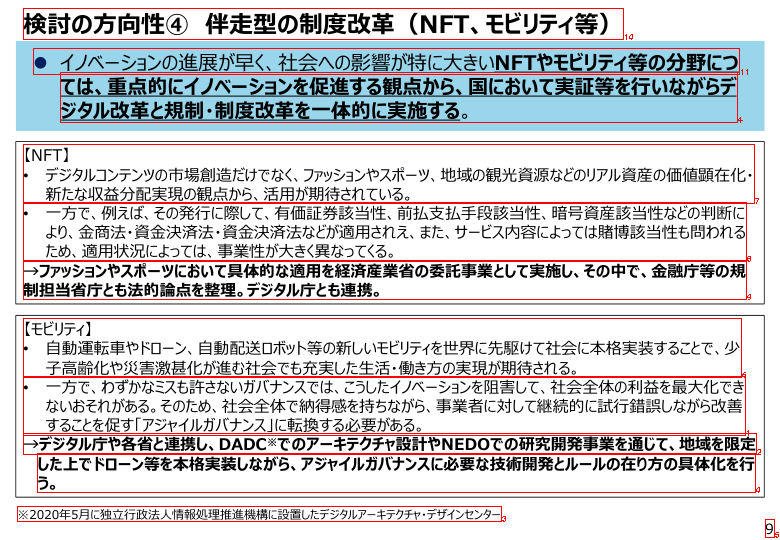 検討の方向性④ 伴走型の制度改革（NFT、モビリティ等）
● イノベーションの進展が早く、社会への影響が特に大きいNFTやモビリティ等の分野につ
ては、重点的にイノベーションを促進する観点から、国において実証等を行いながらデ
ジタル改革と規制・制度改革を一体的に実施する。
【NFT】
• デジタルコンテンツの市場創造だけでなく、ファッションやスポーツ、地域の観光資源などのリアル資産の価値顕在化・
新たな収益分配実現の観点から、活用が期待されている。
• 一方で、例えば、その発行に際して、有価証券該当性、前払支払手段該当性、暗号資産該当性などの判断に
より、金商法・資金決済法・資金決済法などが適用されえ、また、サービス内容によっては賭博該当性も問われる
ため、適用状況によっては、事業性が大きく異なってくる。
→ファッションやスポーツにおいて具体的な適用を経済産業省の委託事業として実施し、その中で、金融庁等の規
制担当省庁とも法的論点を整理。デジタル庁とも連携。
【モビリティ】
• 自動運転車やドローン、自動配送ロボット等の新しいモビリティを世界に先駆けて社会に本格実装することで、少
子高齢化や災害激甚化が進む社会でも充実した生活・働き方の実現が期待される。
• 一方で、わずかなミスも許さないガバナンスでは、こうしたイノベーションを阻害して、社会全体の利益を最大化でき
ないおそれがある。そのため、社会全体で納得感を持ちながら、事業者に対して継続的に試行錯誤しながら改善
することを促す「アジャイルガバナンス」に転換する必要がある。
→デジタル庁や各省と連携し、DADC※でのアーキテクチャ設計やNEDOでの研究開発事業を通じて、地域を限定
した上でドローン等を本格実装しながら、アジャイルガバナンスに必要な技術開発とルールの在り方の具体化を行
う。
※2020年5月に独立行政法人情報処理推進機構に設置したデジタルアーキテクチャ・デザインセンター
9